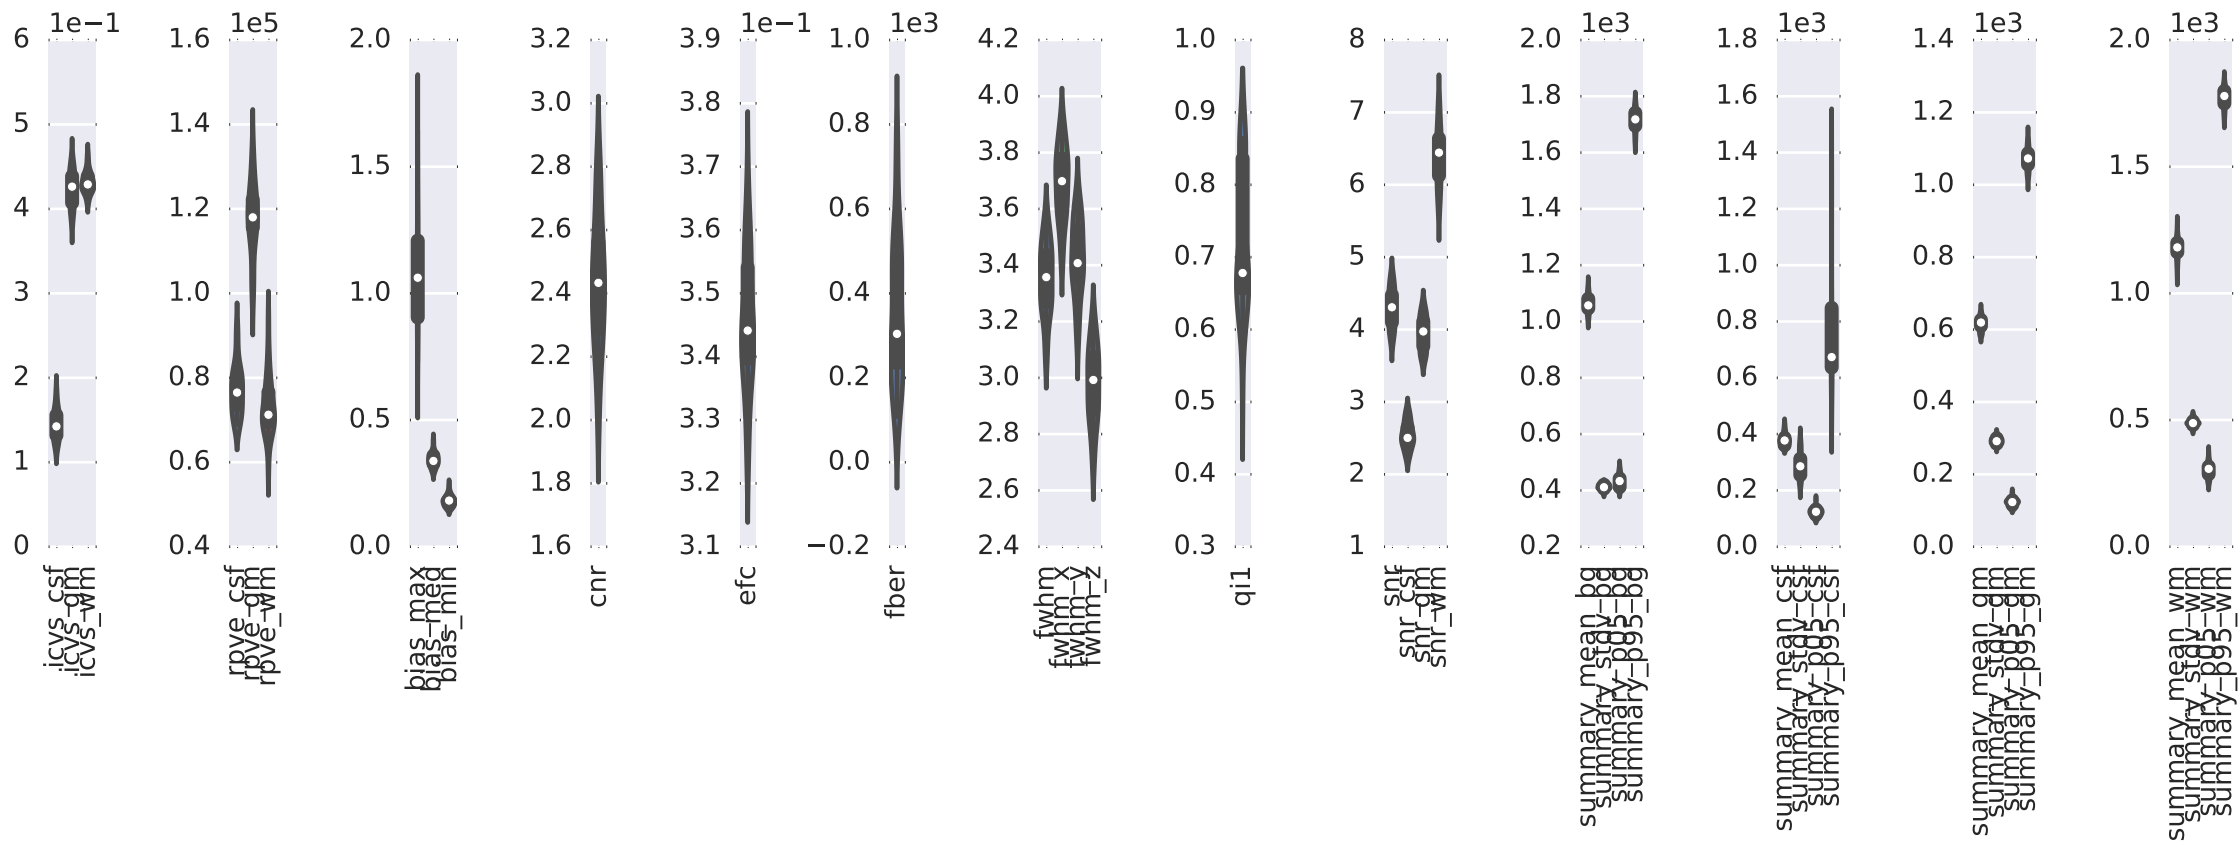 1e−1
6
5
4
3
2
1
0
icvs_csf
icvs_gm
icvs_wm
1e5
1.6
1.4
1.2
1.0
0.8
0.6
0.4
rpve_csf
rpve_gm
rpve_wm
2.0
1.5
1.0
0.5
0.0
bias_max
bias_med
bias_min
3.2
3.0
2.8
2.6
2.4
2.2
2.0
1.8
1.6
cnr
1e−1
3.9
3.8
3.7
3.6
3.5
3.4
3.3
3.2
3.1
efc
1e3
1.0
0.8
0.6
0.4
0.2
0.0
−0.2
fber
4.2
4.0
3.8
3.6
3.4
3.2
3.0
2.8
2.6
2.4
fwhm
fwhm_x
fwhm_y
fwhm_z
1.0
0.9
0.8
0.7
0.6
0.5
0.4
0.3
qi1
8
7
6
5
4
3
2
1
snr
snr_csf
snr_gm
snr_wm
1e3
2.0
1.8
1.6
1.4
1.2
1.0
0.8
0.6
0.4
0.2
summary_mean_bg
summary_stdv_bg
summary_p05_bg
summary_p95_bg
1e3
1.8
1.6
1.4
1.2
1.0
0.8
0.6
0.4
0.2
0.0
summary_mean_csf
summary_stdv_csf
summary_p05_csf
summary_p95_csf
1e3
1.4
1.2
1.0
0.8
0.6
0.4
0.2
0.0
summary_mean_gm
summary_stdv_gm
summary_p05_gm
summary_p95_gm
1e3
2.0
1.5
1.0
0.5
0.0
summary_mean_wm
summary_stdv_wm
summary_p05_wm
summary_p95_wm